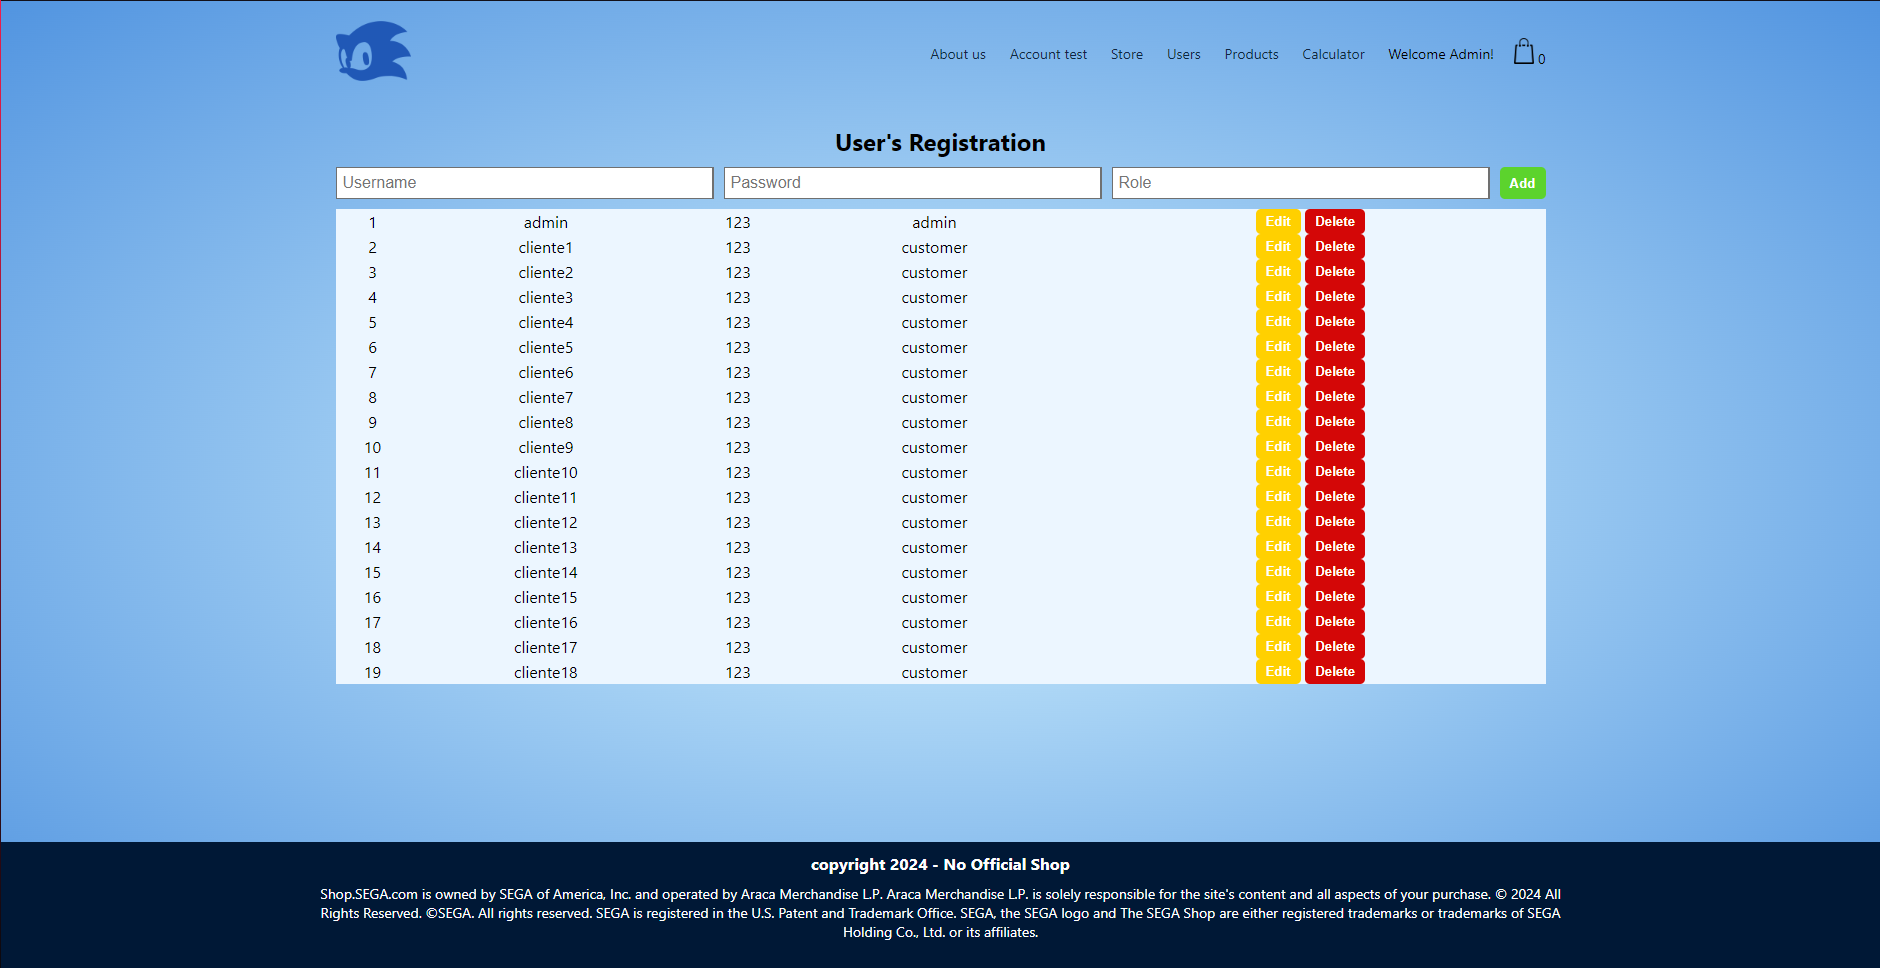 About us Account test Store Users Products Calculator Welcome Admin! 0
User's Registration
Username Password Role Add
1 admin 123 admin Edit Delete
2 cliente1 123 customer Edit Delete
3 cliente2 123 customer Edit Delete
4 cliente3 123 customer Edit Delete
5 cliente4 123 customer Edit Delete
6 cliente5 123 customer Edit Delete
7 cliente6 123 customer Edit Delete
8 cliente7 123 customer Edit Delete
9 cliente8 123 customer Edit Delete
10 cliente9 123 customer Edit Delete
11 cliente10 123 customer Edit Delete
12 cliente11 123 customer Edit Delete
13 cliente12 123 customer Edit Delete
14 cliente13 123 customer Edit Delete
15 cliente14 123 customer Edit Delete
16 cliente15 123 customer Edit Delete
17 cliente16 123 customer Edit Delete
18 cliente17 123 customer Edit Delete
19 cliente18 123 customer Edit Delete
copyright 2024 - No Official Shop
Shop.SEGA.com is owned by SEGA of America, Inc. and operated by Araca Merchandise L.P. Araca Merchandise L.P. is solely responsible for the site's content and all aspects of your purchase. © 2024 All
Rights Reserved. ©SEGA. All rights reserved. SEGA is registered in the U.S. Patent and Trademark Office. SEGA, the SEGA logo and The SEGA Shop are either registered trademarks or trademarks of SEGA
Holding Co., Ltd. or its affiliates.